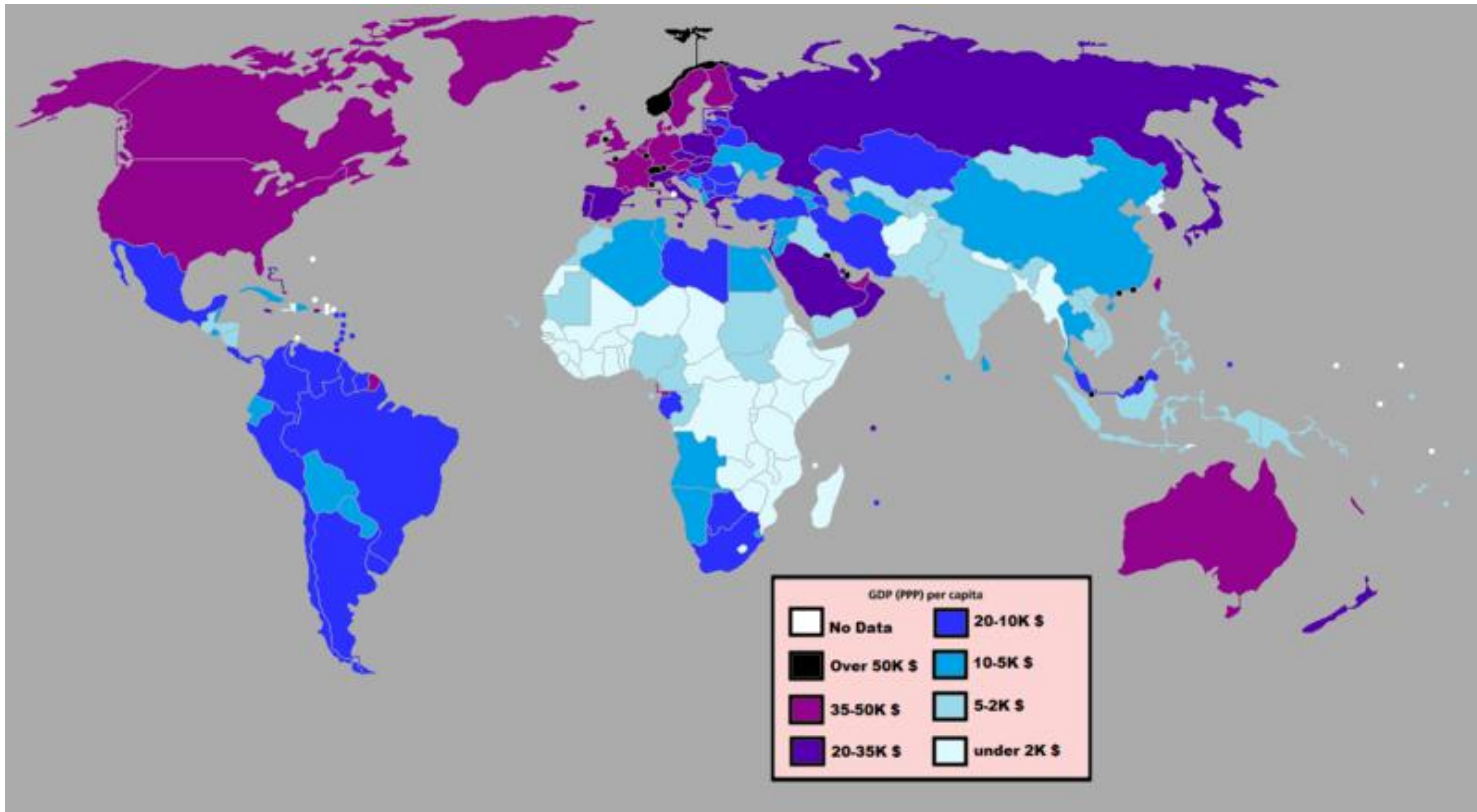 GDP (PPP) per capita
No Data
Over 50K $
35-50K $
20-35K $
20-10K $
10-5K $
5-2K $
under 2K $